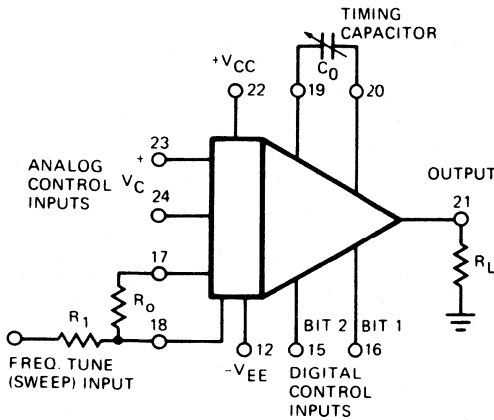 TIMING
CAPACITOR
C0
+VCC
22
19
20
23
+
ANALOG
CONTROL
INPUTS
VC
24
OUTPUT
21
RL
17
RO
R1
18
FREQ. TUNE
(SWEEP) INPUT
12
-VEE
BIT 2
BIT 1
15
16
DIGITAL
CONTROL
INPUTS